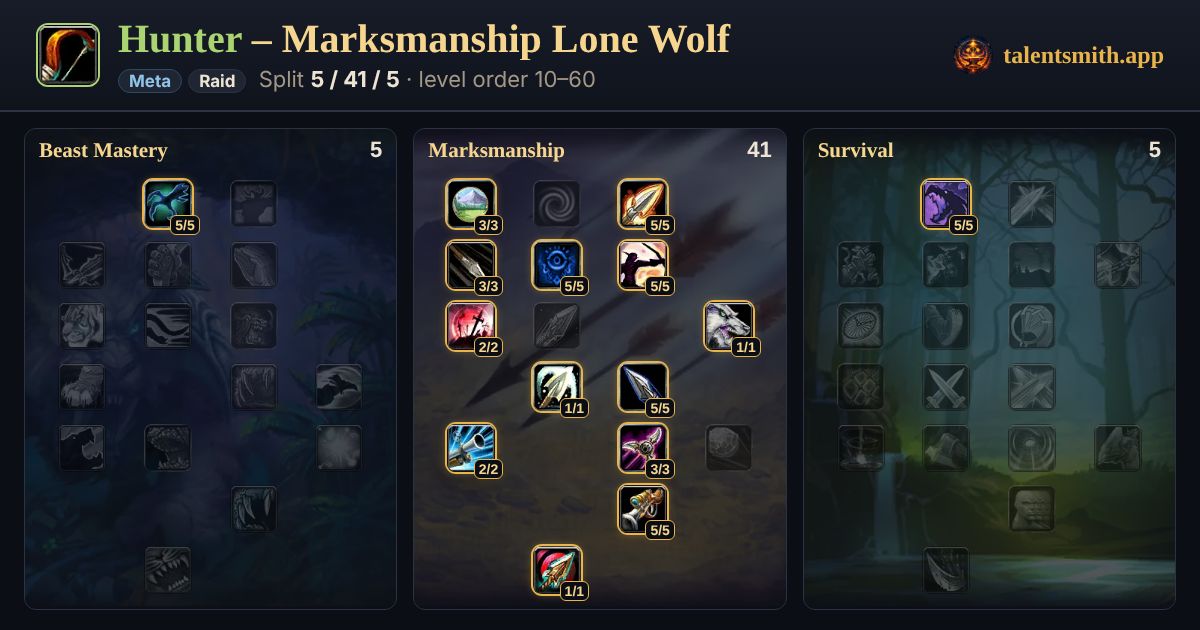 Hunter – Marksmanship Lone Wolf
Meta Raid Split 5 / 41 / 5 · level order 10–60
talentsmith.app
Beast Mastery 5
5/5
Marksmanship 41
3/3 5/5
3/3 5/5 5/5
2/2 1/1
1/1 5/5
2/2 3/3
5/5
1/1
Survival 5
5/5